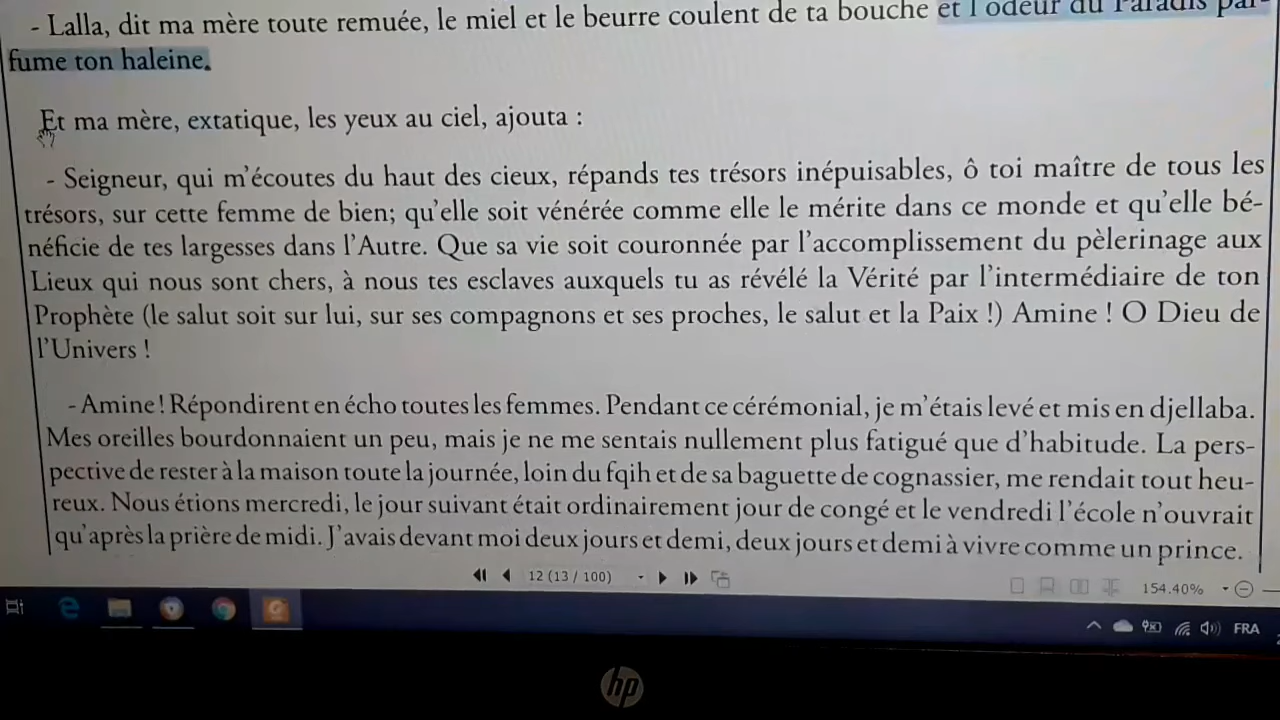 - Lalla, dit ma mère toute remuée, le miel et le beurre coulent de ta bouche et l'odeur du Paradis par-
fume ton haleine.
Et ma mère, extatique, les yeux au ciel, ajouta :
- Seigneur, qui m'écoutes du haut des cieux, répands tes trésors inépuisables, ô toi maître de tous les
trésors, sur cette femme de bien; qu'elle soit vénérée comme elle le mérite dans ce monde et qu'elle bé-
néficie de tes largesses dans l'Autre. Que sa vie soit couronnée par l'accomplissement du pèlerinage aux
Lieux qui nous sont chers, à nous tes esclaves auxquels tu as révélé la Vérité par l'intermédiaire de ton
Prophète (le salut soit sur lui, sur ses compagnons et ses proches, le salut et la Paix !) Amine ! O Dieu de
l'Univers !
- Amine ! Répondirent en écho toutes les femmes. Pendant ce cérémonial, je m'étais levé et mis en djellaba.
Mes oreilles bourdonnaient un peu, mais je ne me sentais nullement plus fatigué que d'habitude. La pers-
pective de rester à la maison toute la journée, loin du fqih et de sa baguette de cognassier, me rendait tout heu-
reux. Nous étions mercredi, le jour suivant était ordinairement jour de congé et le vendredi l'école n'ouvrait
qu'après la prière de midi. J'avais devant moi deux jours et demi, deux jours et demi à vivre comme un prince.
12 (13 / 100)
154.40%
FRA
hp